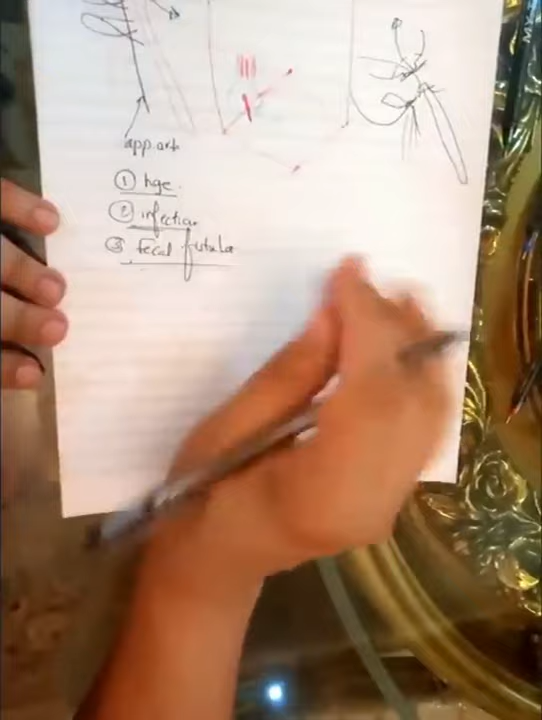 app. art
① hge
② infection
③ fecal fistula